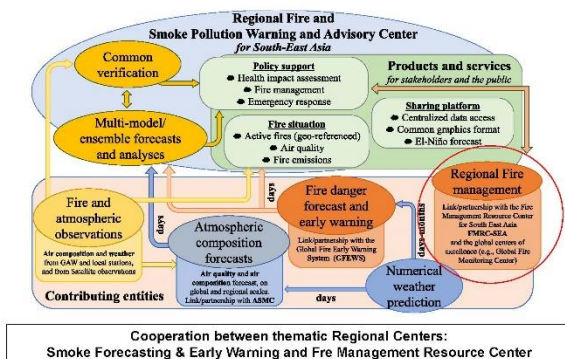 Regional Fire and
Smoke Pollution Warning and Advisory Center
for South-East Asia
Common
verification
Policy support
Health impact assessment
Fire management
Emergency response
Products and services
for stakeholders and the public
Multi-model/
ensemble forecasts
and analyses
Fire situation
Active fires (geo-referenced)
Air quality
Fire emissions
Sharing platform
Centralized data access
Common graphics format
El-Niño forecast
Fire and
atmospheric
observations
Air composition and weather
from GAW and local stations,
and from Satellite observations
days
Atmospheric
composition
forecasts
Air quality and air
composition forecast, on
global and regional scales.
Link/partnership with ASMC
days
Fire danger
forecast and
early warning
Link/partnership with the
Global Fire Early Warning
System (GFEWS)
days-months
Regional Fire
management
Link/partnership with the Fire
Management Resource Center
for South East Asia
FMRC-SEA
and the global centers of
excellence (e.g., Global Fire
Monitoring Center)
Numerical
weather
prediction
days
Contributing entities
Cooperation between thematic Regional Centers:
Smoke Forecasting & Early Warning and Fre Management Resource Center